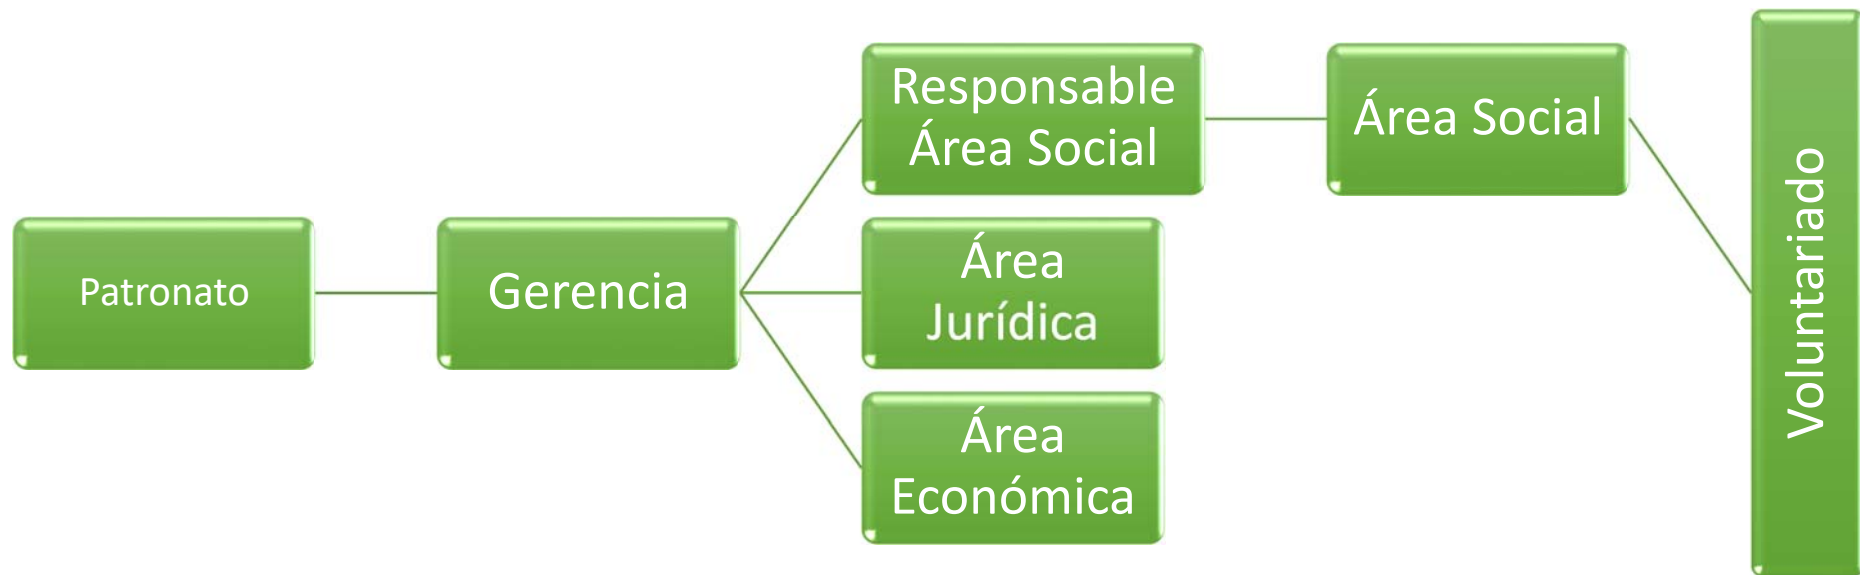 Patronato
Gerencia
Responsable
Área Social
Área
Jurídica
Área
Económica
Área Social
Voluntariado